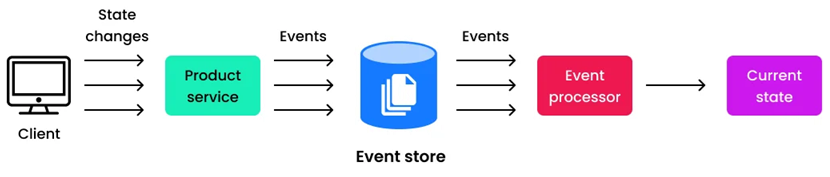 State
changes
Events
Events
Product
service
Event
processor
Current
state
Client
Event store